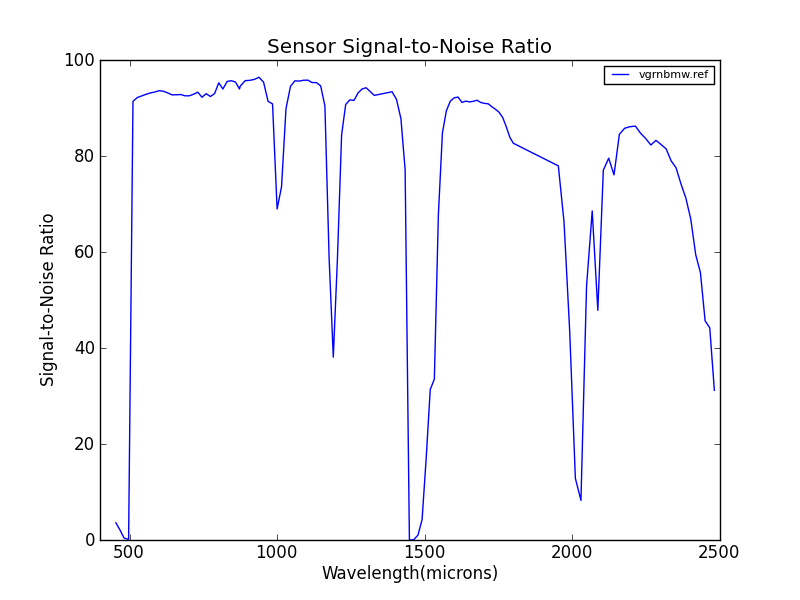 Sensor Signal-to-Noise Ratio
vgrnbmw.ref
Signal-to-Noise Ratio
100
80
60
40
20
0
500 1000 1500 2000 2500
Wavelength(microns)